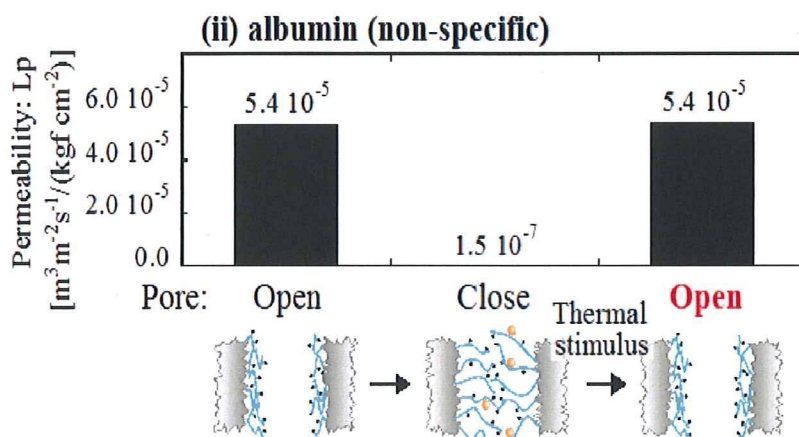 (ii) albumin (non-specific)
Permeability: Lp
[m³m⁻²s⁻¹/(kgf cm⁻²)]
6.0 10⁻⁵
4.0 10⁻⁵
2.0 10⁻⁵
0.0
5.4 10⁻⁵
1.5 10⁻⁷
5.4 10⁻⁵
Pore: Open Close Open
Thermal
stimulus